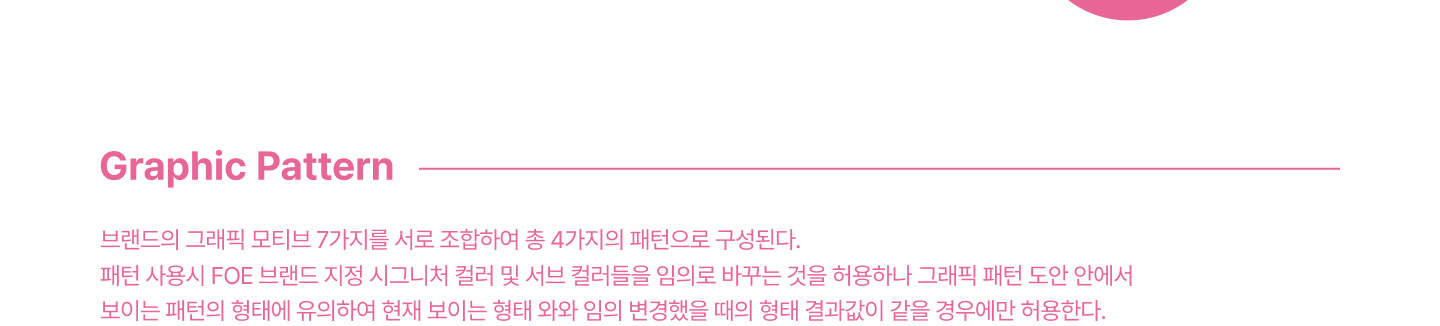 Graphic Pattern
브랜드의 그래픽 모티브 7가지를 서로 조합하여 총 4가지의 패턴으로 구성된다.
패턴 사용시 FOE 브랜드 지정 시그니처 컬러 및 서브 컬러들을 임의로 바꾸는 것을 허용하나 그래픽 패턴 도안 안에서
보이는 패턴의 형태에 유의하여 현재 보이는 형태 와와 임의 변경했을 때의 형태 결과값이 같을 경우에만 허용한다.